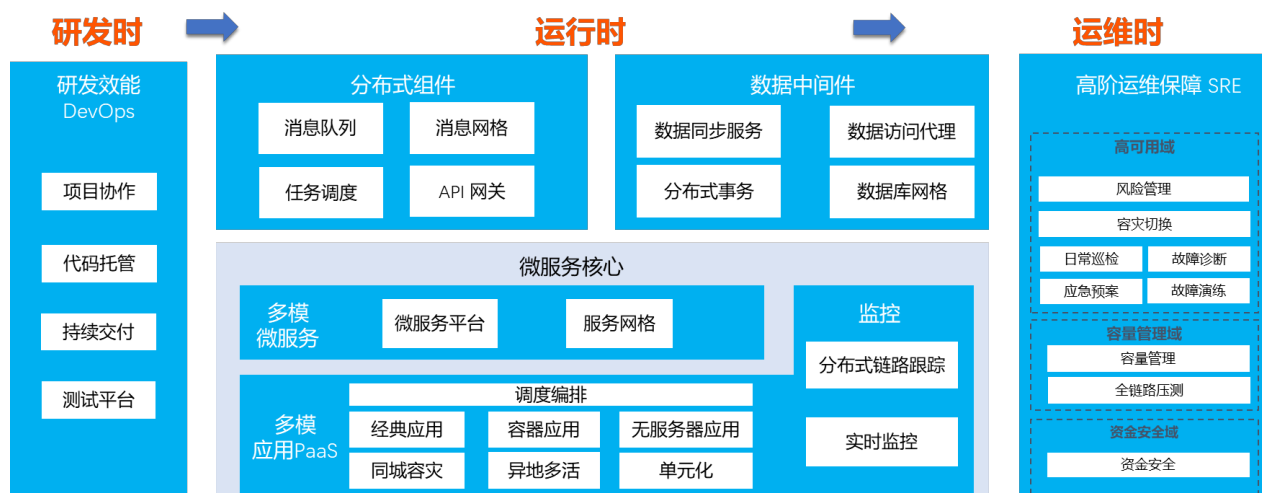 研发时
运行时
运维时
研发效能
DevOps
项目协作
代码托管
持续交付
测试平台
分布式组件
消息队列
消息网格
任务调度
API 网关
数据中间件
数据同步服务
数据访问代理
分布式事务
数据库网格
微服务核心
多模
微服务
微服务平台
服务网格
监控
分布式链路跟踪
实时监控
多模
应用PaaS
调度编排
经典应用
容器应用
无服务器应用
同城容灾
异地多活
单元化
高阶运维保障 SRE
高可用域
风险管理
容灾切换
日常巡检
故障诊断
应急预案
故障演练
容量管理域
容量管理
全链路压测
资金安全域
资金安全